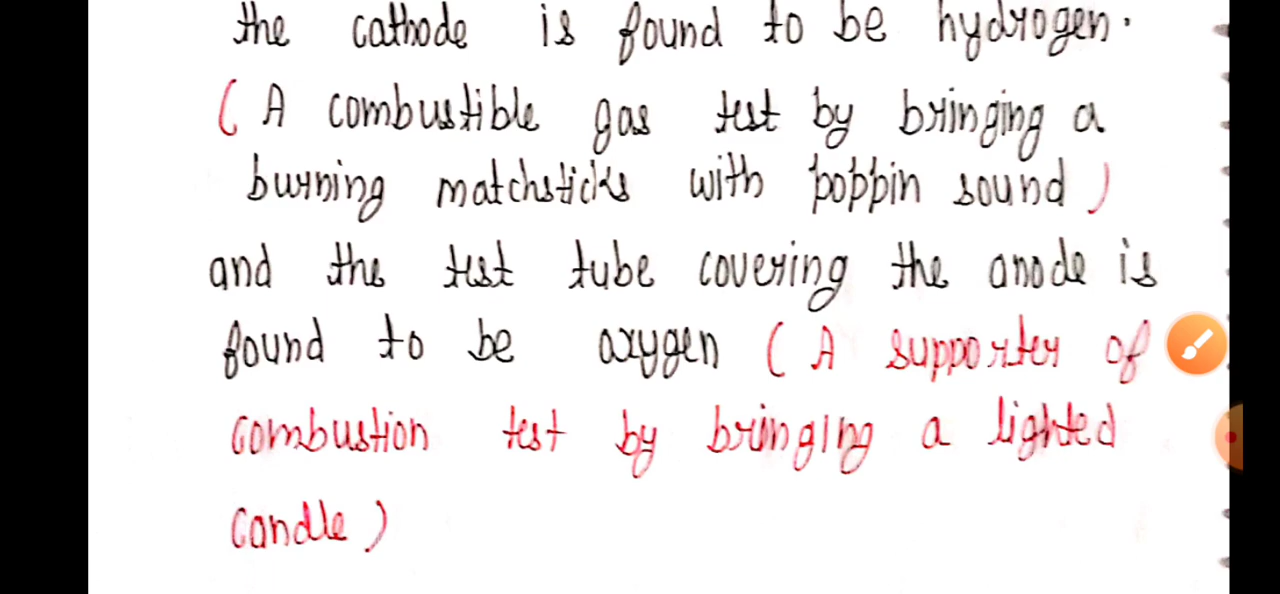 the cathode is found to be hydrogen.
( A combustible gas test by bringing a
burning matchsticks with poppin sound )
and the test tube covering the anode is
found to be oxygen ( A supporter of
combustion test by bringing a lighted
candle )